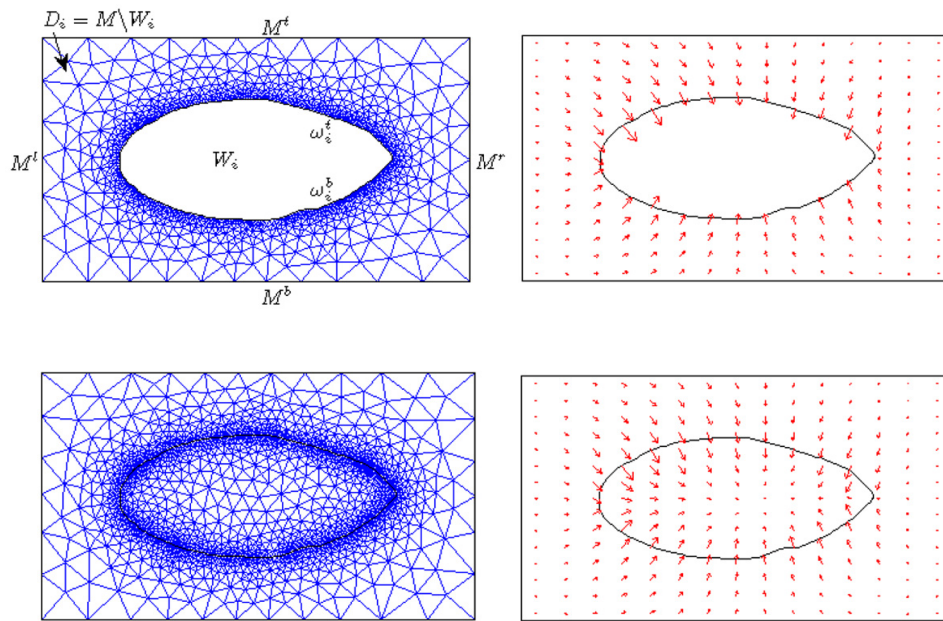 D_i = M\W_i
M^t
ω_i^t
M^l
W_i
M^r
ω_i^b
M^b